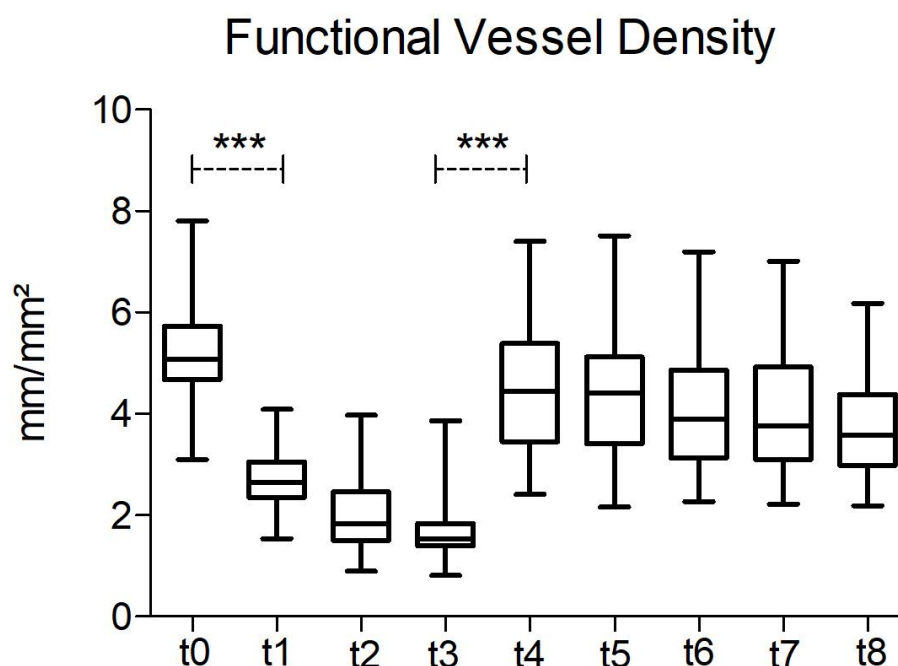 Functional Vessel Density
10
*** ***
8
6
mm/mm²
4
2
0
t0 t1 t2 t3 t4 t5 t6 t7 t8